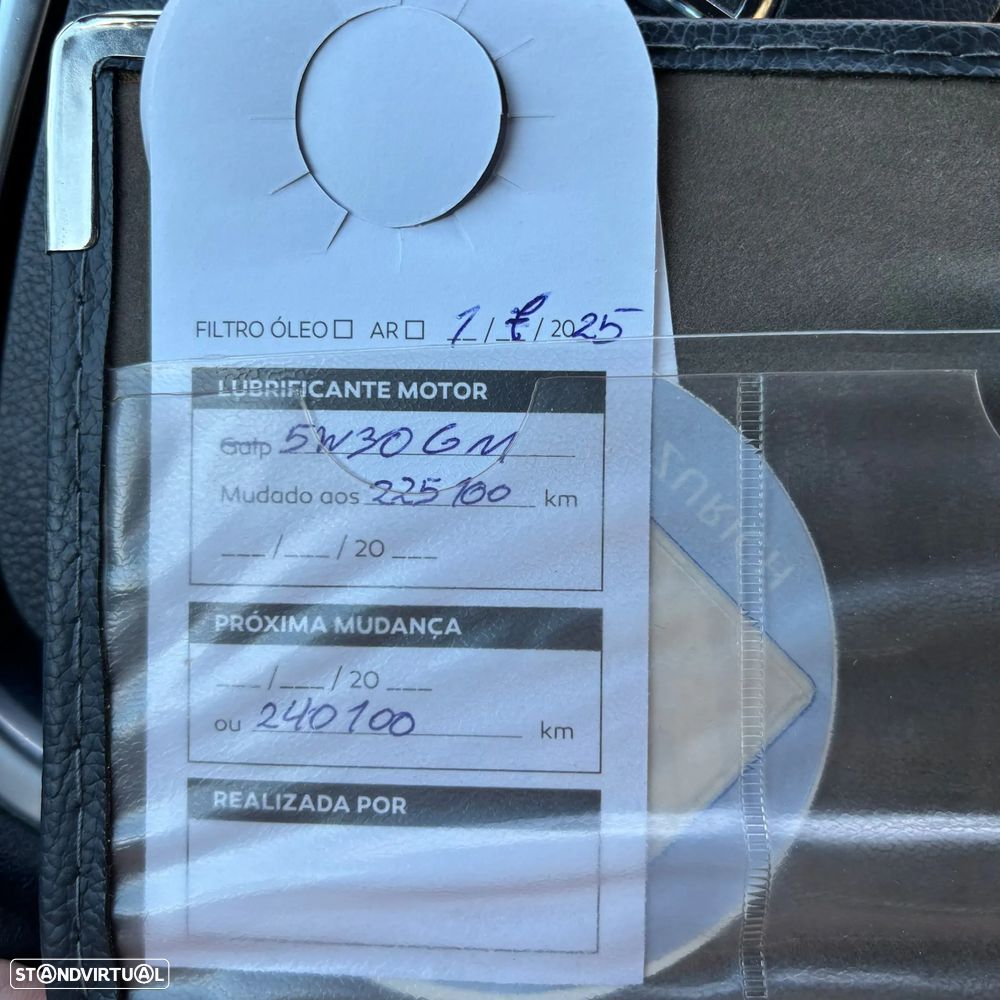 FILTRO ÓLEO ☐ AR ☐ 1 / / 2025
LUBRIFICANTE MOTOR
Galp 5W30 GM
Mudado aos 225100 km
___ / ___ / 20 ___
PRÓXIMA MUDANÇA
___ / ___ / 20 ___
ou 240100 km
REALIZADA POR
ZURICH
STANDVIRTUAL